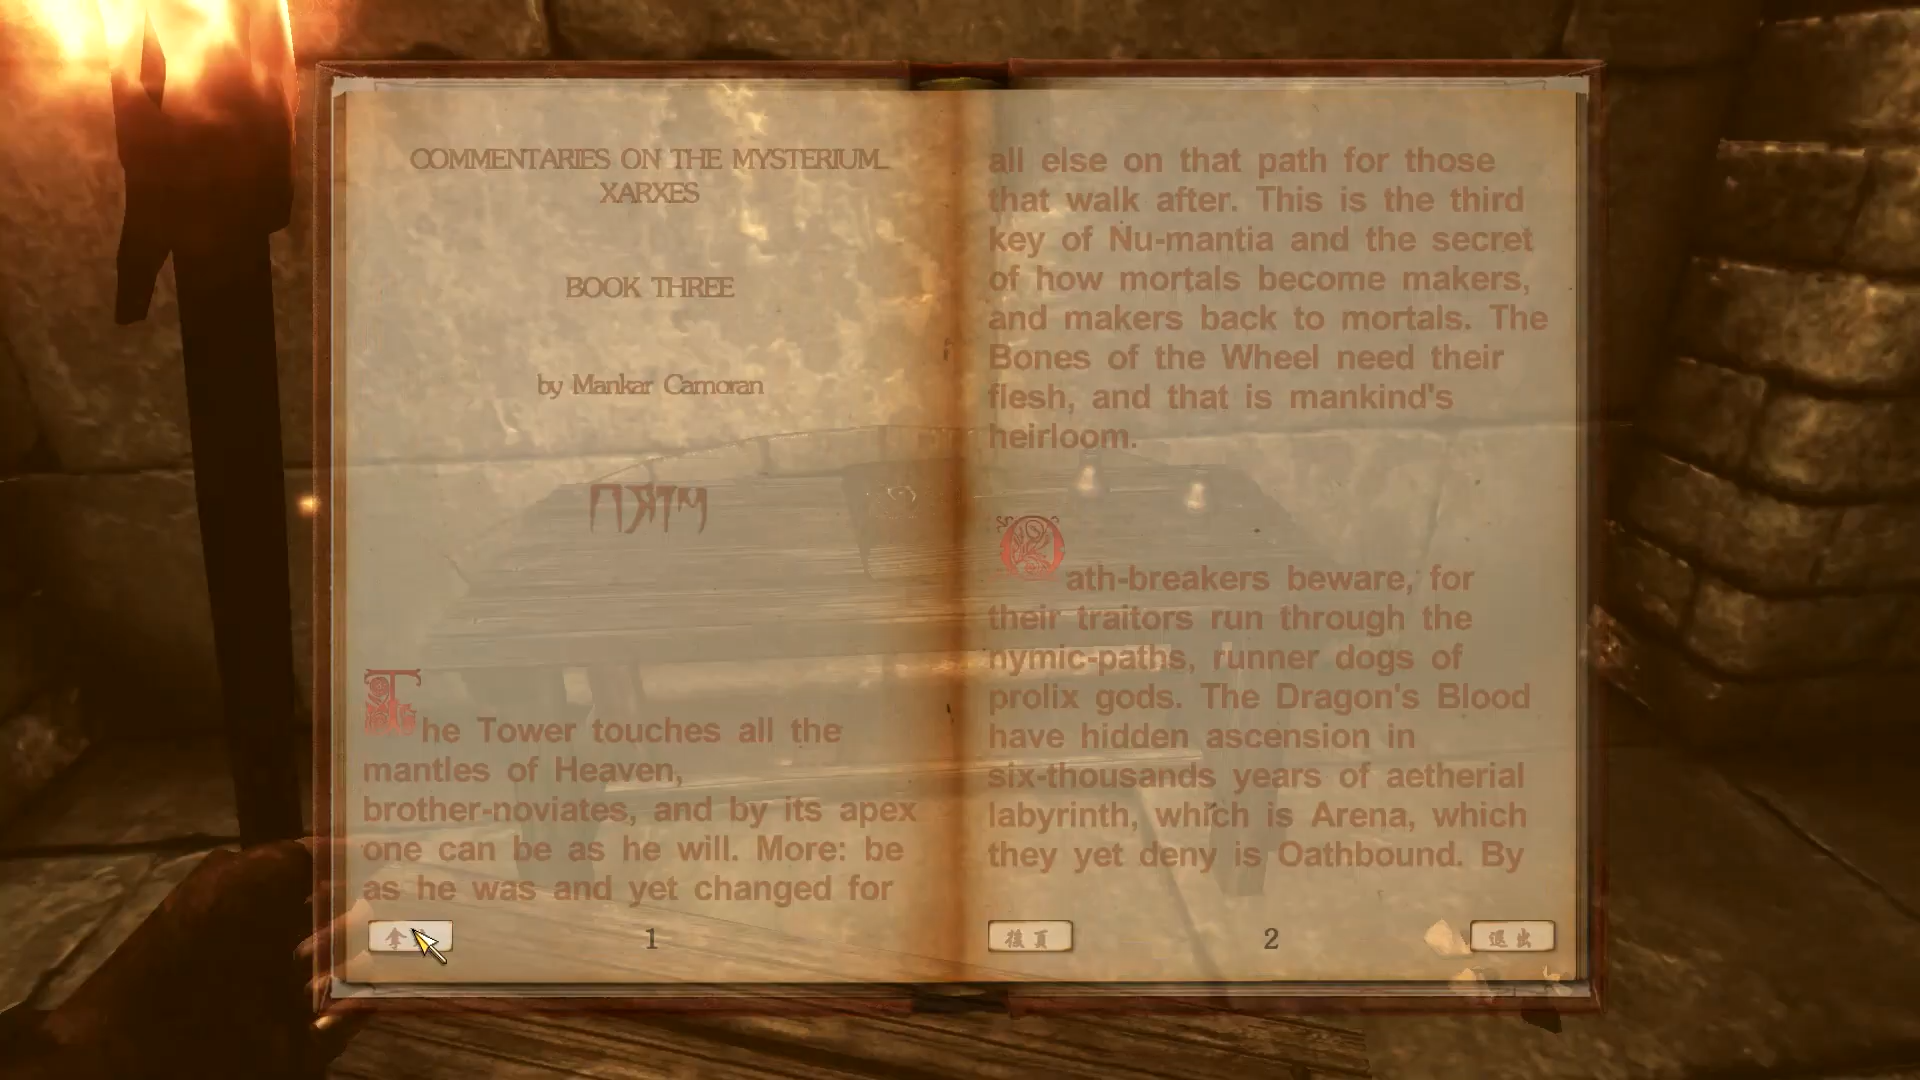 COMMENTARIES ON THE MYSTERIUM
XARXES
BOOK THREE
by Mankar Camoran
The Tower touches all the
mantles of Heaven,
brother-noviates, and by its apex
one can be as he will. More: be
as he was and yet changed for
1
all else on that path for those
that walk after. This is the third
key of Nu-mantia and the secret
of how mortals become makers,
and makers back to mortals. The
Bones of the Wheel need their
flesh, and that is mankind's
heirloom.
Oath-breakers beware, for
their traitors run through the
nymic-paths, runner dogs of
prolix gods. The Dragon's Blood
have hidden ascension in
six-thousands years of aetherial
labyrinth, which is Arena, which
they yet deny is Oathbound. By
後頁
2
退出